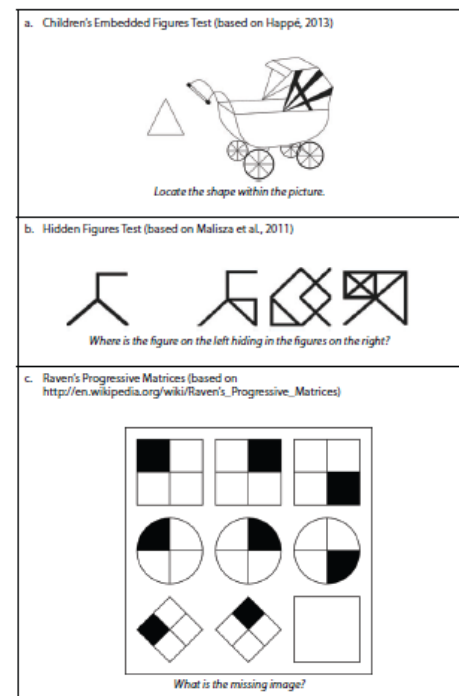 a. Children's Embedded Figures Test (based on Happé, 2013)
Locate the shape within the picture.
b. Hidden Figures Test (based on Malisza et al., 2011)
Where is the figure on the left hiding in the figures on the right?
c. Raven's Progressive Matrices (based on
http://en.wikipedia.org/wiki/Raven's_Progressive_Matrices)
What is the missing image?